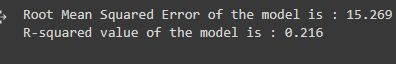 Root Mean Squared Error of the model is : 15.269
R-squared value of the model is : 0.216